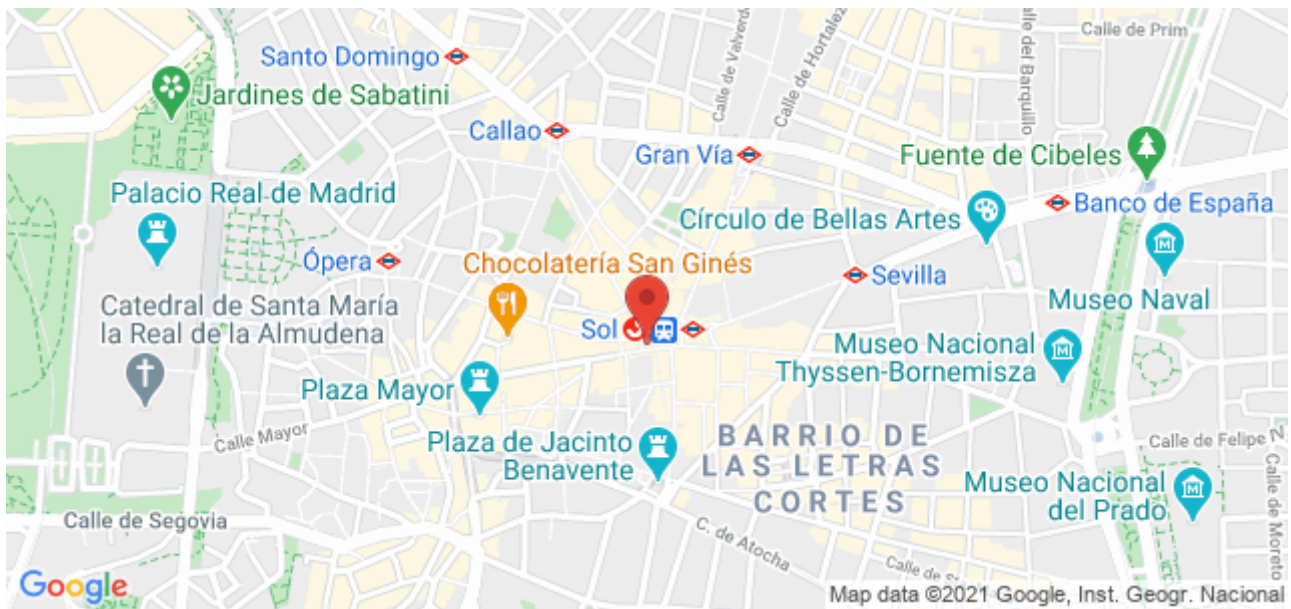 Calle de Prim
Calle de Valverde
Calle de Hortaleza
del Barquillo
Santo Domingo
Jardines de Sabatini
Callao
Gran Vía
Fuente de Cibeles
Palacio Real de Madrid
Círculo de Bellas Artes
Banco de España
Ópera
Chocolatería San Ginés
Sevilla
Catedral de Santa María
la Real de la Almudena
Museo Naval
Sol
Museo Nacional
Thyssen-Bornemisza
Plaza Mayor
Calle Mayor
Plaza de Jacinto
Benavente
BARRIO DE
LAS LETRAS
CORTES
Calle de Felipe
Museo Nacional
del Prado
Calle de Moreto
Calle de Segovia
C. de Atocha
Calle de
Google
Map data ©2021 Google, Inst. Geogr. Nacional